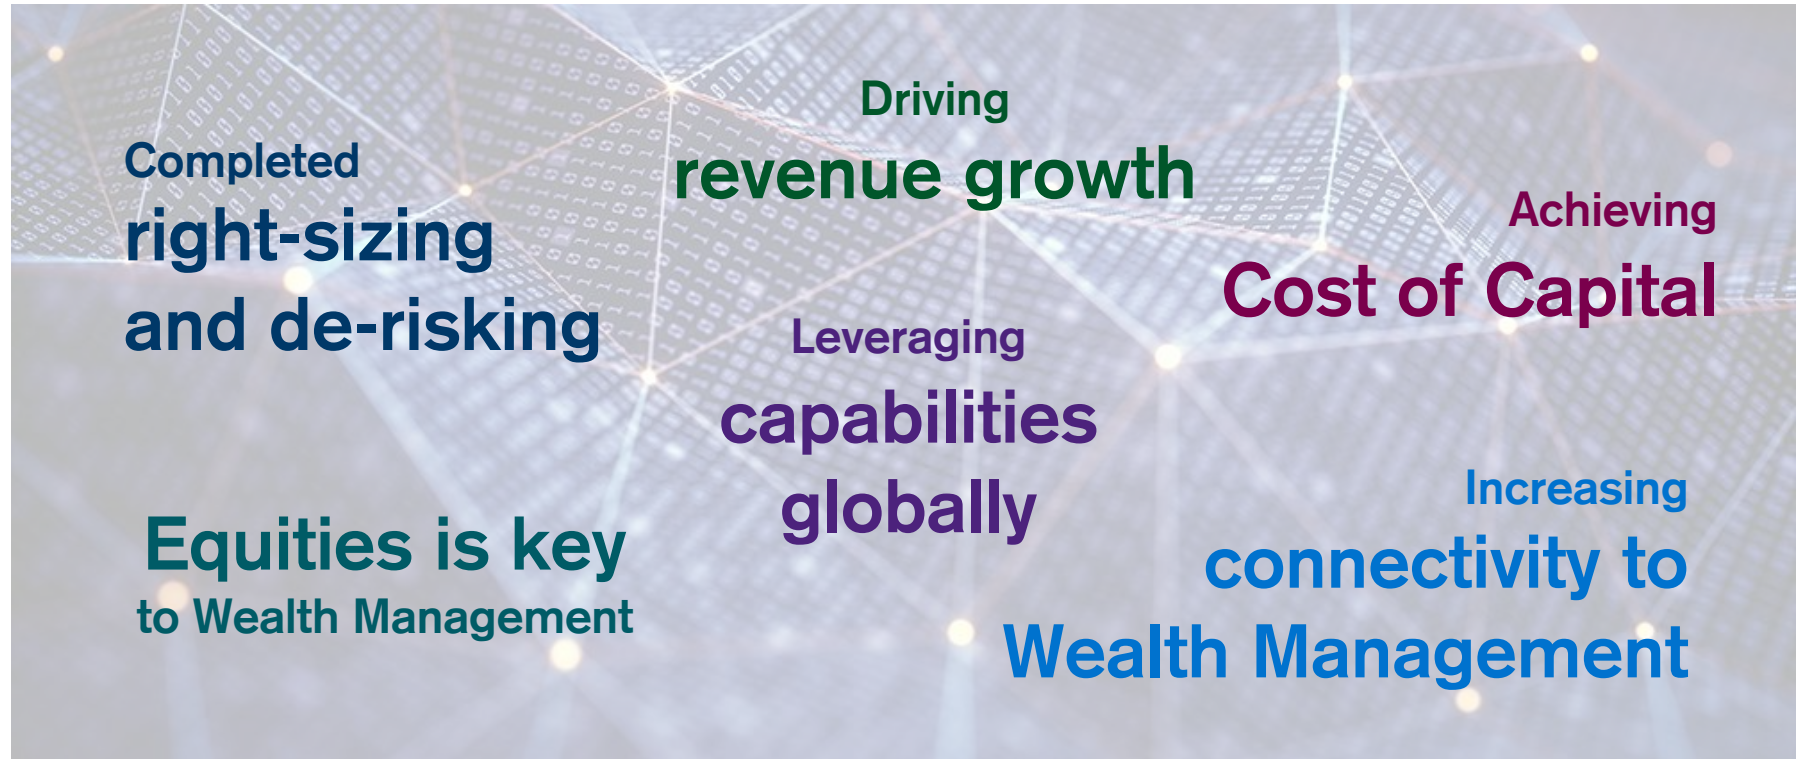 Completed
right-sizing
and de-risking
Driving
revenue growth
Achieving
Cost of Capital
Leveraging
capabilities
globally
Equities is key
to Wealth Management
Increasing
connectivity to
Wealth Management